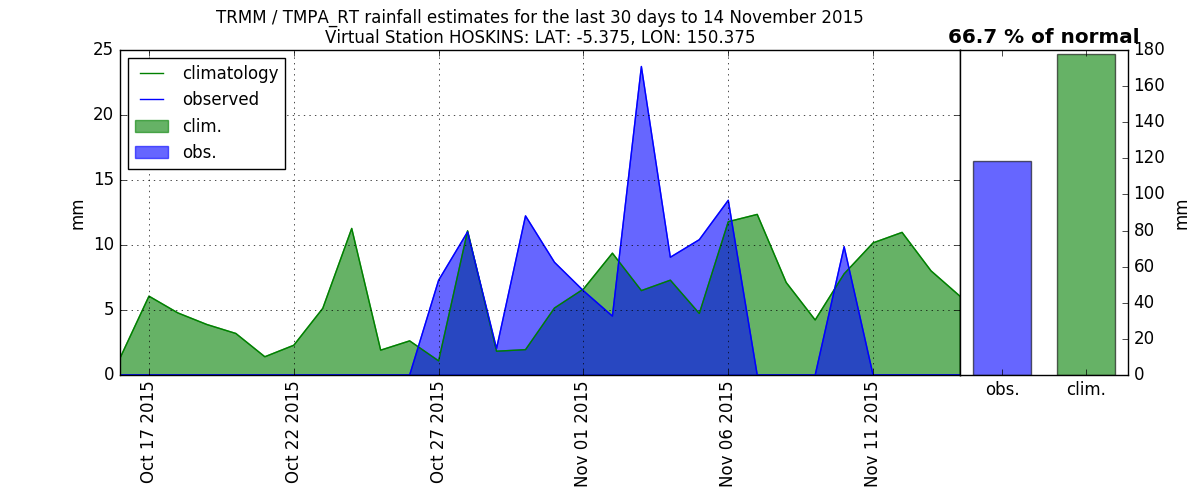 TRMM / TMPA_RT rainfall estimates for the last 30 days to 14 November 2015
Virtual Station HOSKINS: LAT: -5.375, LON: 150.375
66.7 % of normal
climatology
observed
clim.
obs.
25
20
15
10
5
0
mm
Oct 17 2015
Oct 22 2015
Oct 27 2015
Nov 01 2015
Nov 06 2015
Nov 11 2015
180
160
140
120
100
80
60
40
20
0
mm
obs.
clim.